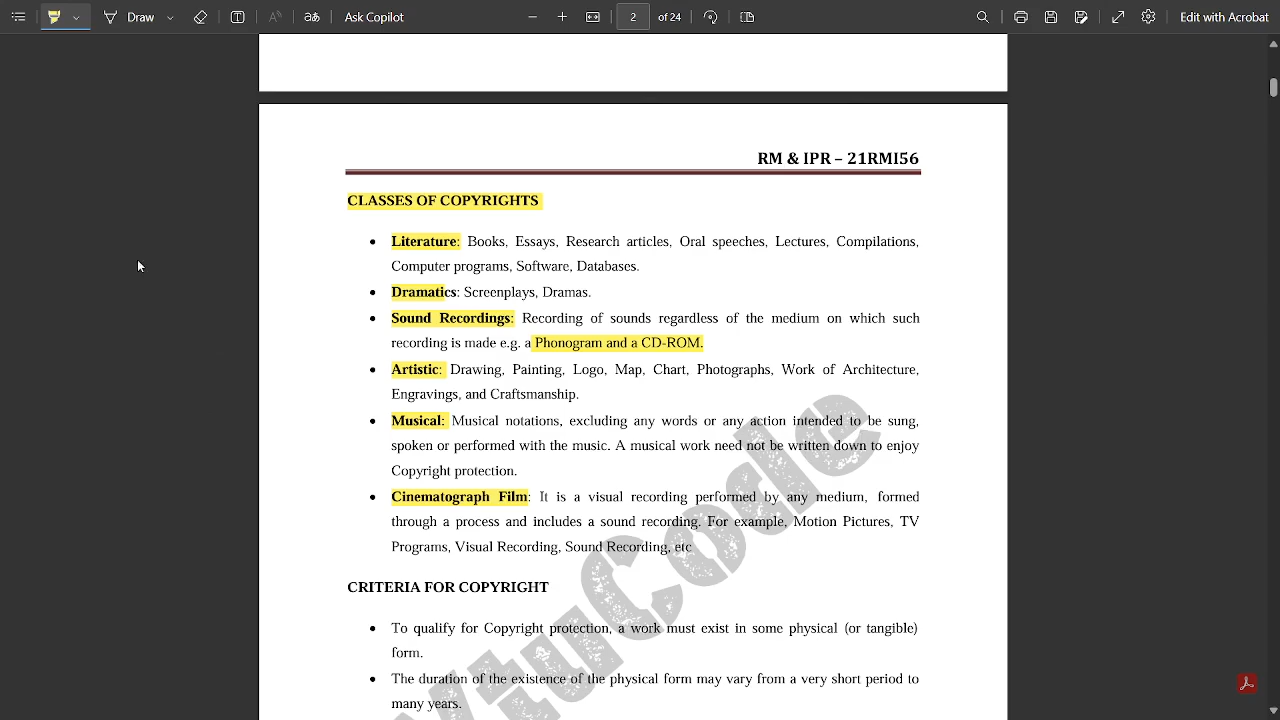 Draw
Ask Copilot
2 of 24
Edit with Acrobat
RM & IPR – 21RMI56
CLASSES OF COPYRIGHTS
• Literature: Books, Essays, Research articles, Oral speeches, Lectures, Compilations,
Computer programs, Software, Databases.
• Dramatics: Screenplays, Dramas.
• Sound Recordings: Recording of sounds regardless of the medium on which such
recording is made e.g. a Phonogram and a CD-ROM.
• Artistic: Drawing, Painting, Logo, Map, Chart, Photographs, Work of Architecture,
Engravings, and Craftsmanship.
• Musical: Musical notations, excluding any words or any action intended to be sung,
spoken or performed with the music. A musical work need not be written down to enjoy
Copyright protection.
• Cinematograph Film: It is a visual recording performed by any medium, formed
through a process and includes a sound recording. For example, Motion Pictures, TV
Programs, Visual Recording, Sound Recording, etc
CRITERIA FOR COPYRIGHT
• To qualify for Copyright protection, a work must exist in some physical (or tangible)
form.
• The duration of the existence of the physical form may vary from a very short period to
many years.
VtuCode